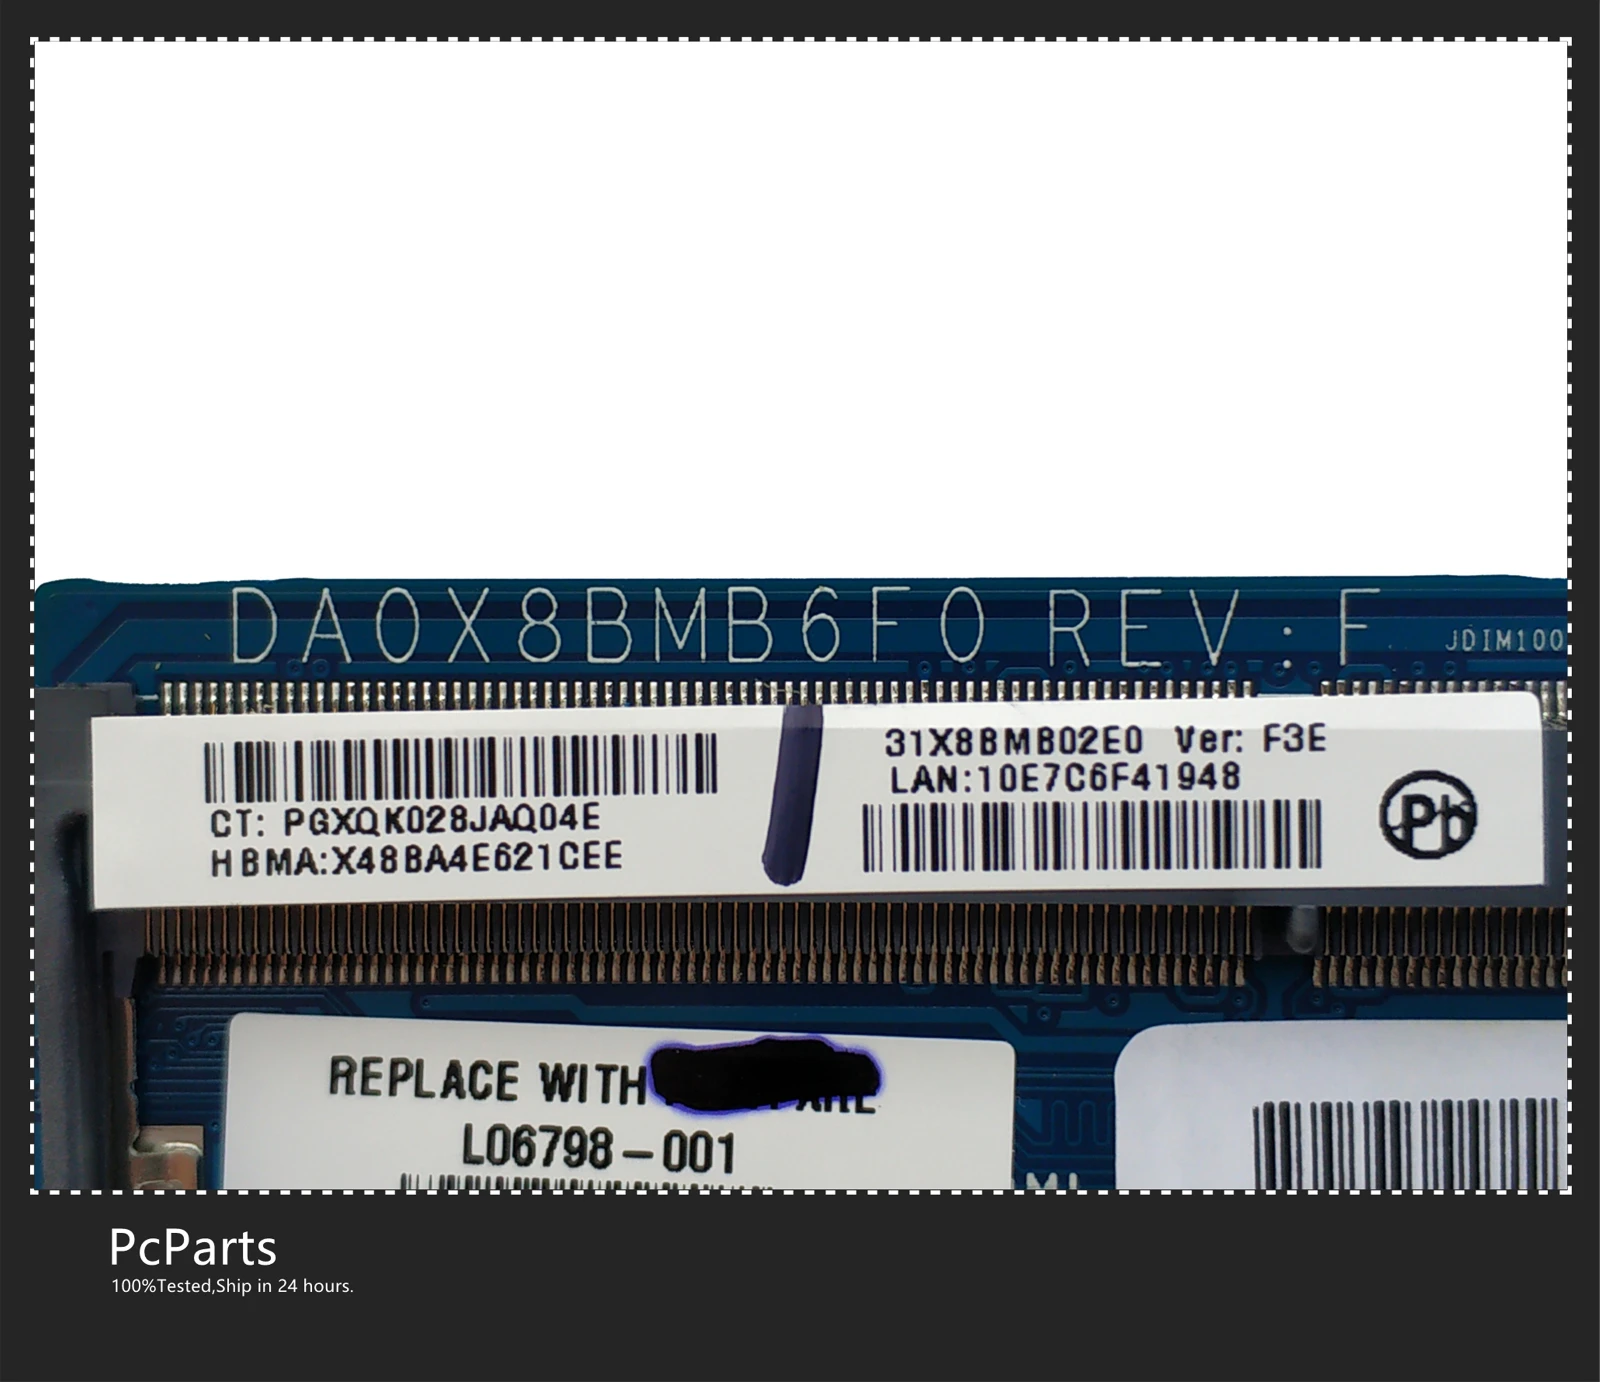 DA0X8BMB6F0 REV:F
JDIM100
31X8BMB02E0 Ver: F3E
LAN:10E7C6F41948
CT: PGXQK028JAQ04E
HBMA:X48BA4E621CEE
Pb
REPLACE WITH
L06798-001
PcParts
100%Tested,Ship in 24 hours.